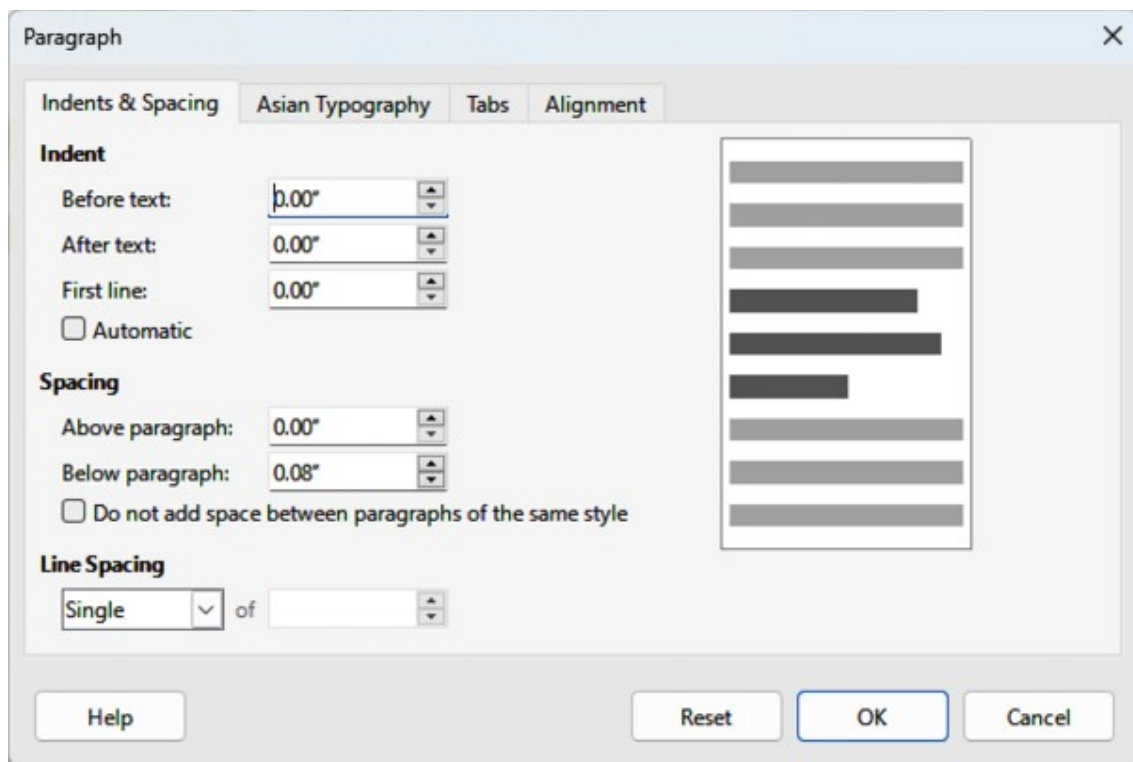 Paragraph
Indents & Spacing Asian Typography Tabs Alignment
Indent
Before text: 0.00″
After text: 0.00″
First line: 0.00″
Automatic
Spacing
Above paragraph: 0.00″
Below paragraph: 0.08″
Do not add space between paragraphs of the same style
Line Spacing
Single of
Help Reset OK Cancel